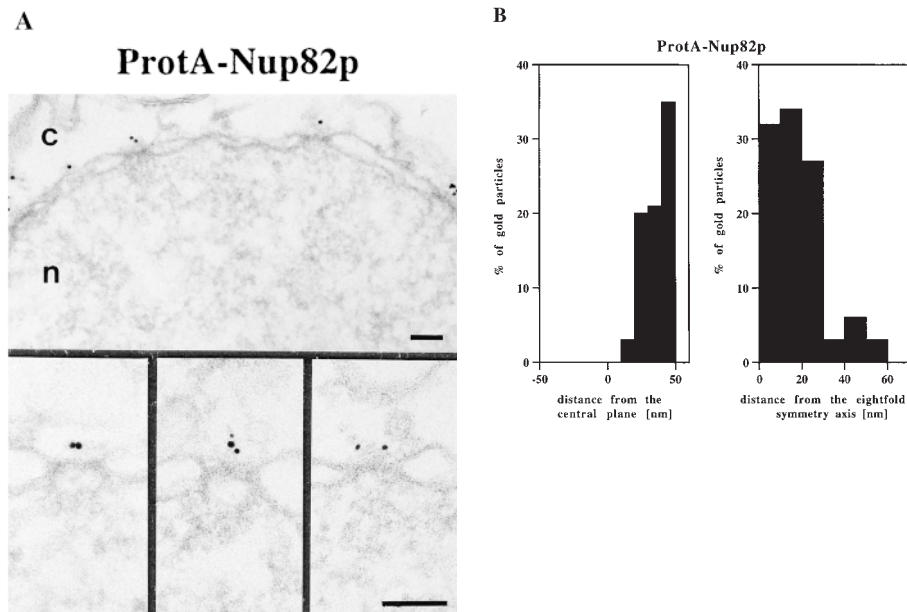 A
ProtA-Nup82p
c
n
B
ProtA-Nup82p
40
30
20
10
0
% of gold particles
-50
0
50
distance from the
central plane [nm]
40
30
20
10
0
% of gold particles
0
20
40
60
distance from the eightfold
symmetry axis [nm]